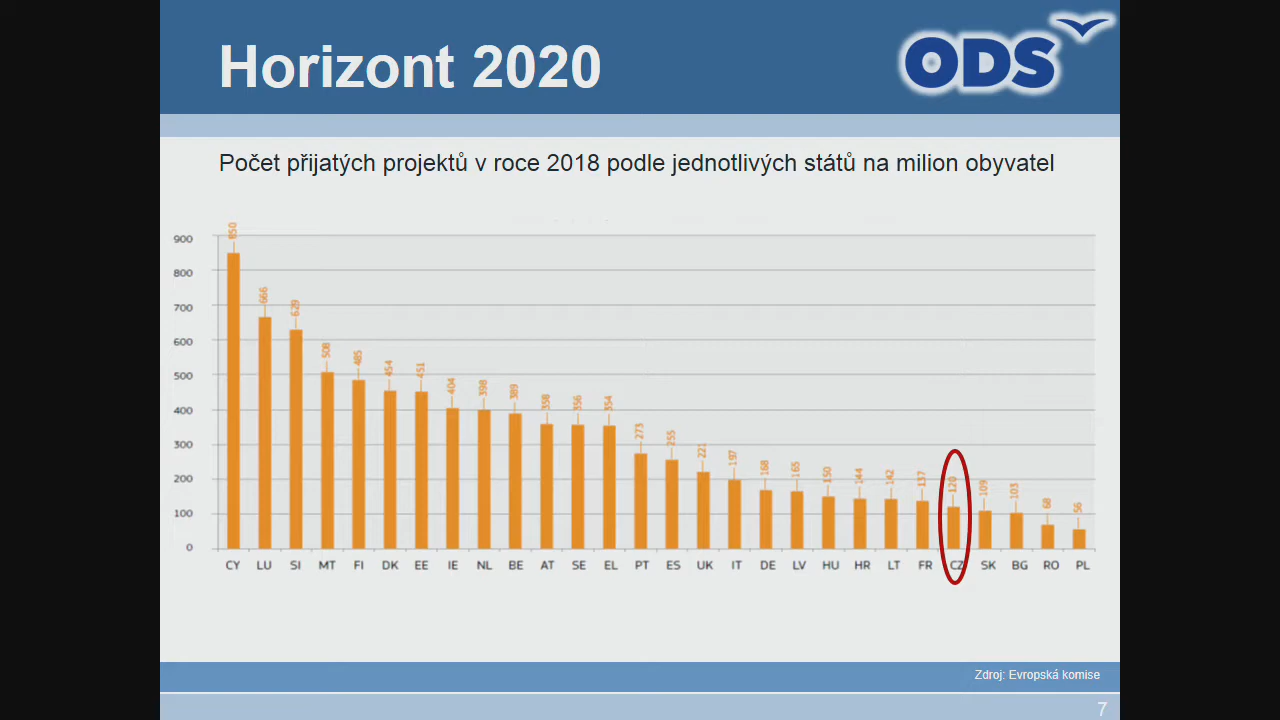 Horizont 2020
ODS
Počet přijatých projektů v roce 2018 podle jednotlivých států na milion obyvatel
900
800
700
600
500
400
300
200
100
0
850 666 629 508 485 454 451 404 398 389 358 356 354 273 255 221 197 168 165 150 144 142 137 120 109 103 68 56
CY LU SI MT FI DK EE IE NL BE AT SE EL PT ES UK IT DE LV HU HR LT FR CZ SK BG RO PL
Zdroj: Evropská komise
7